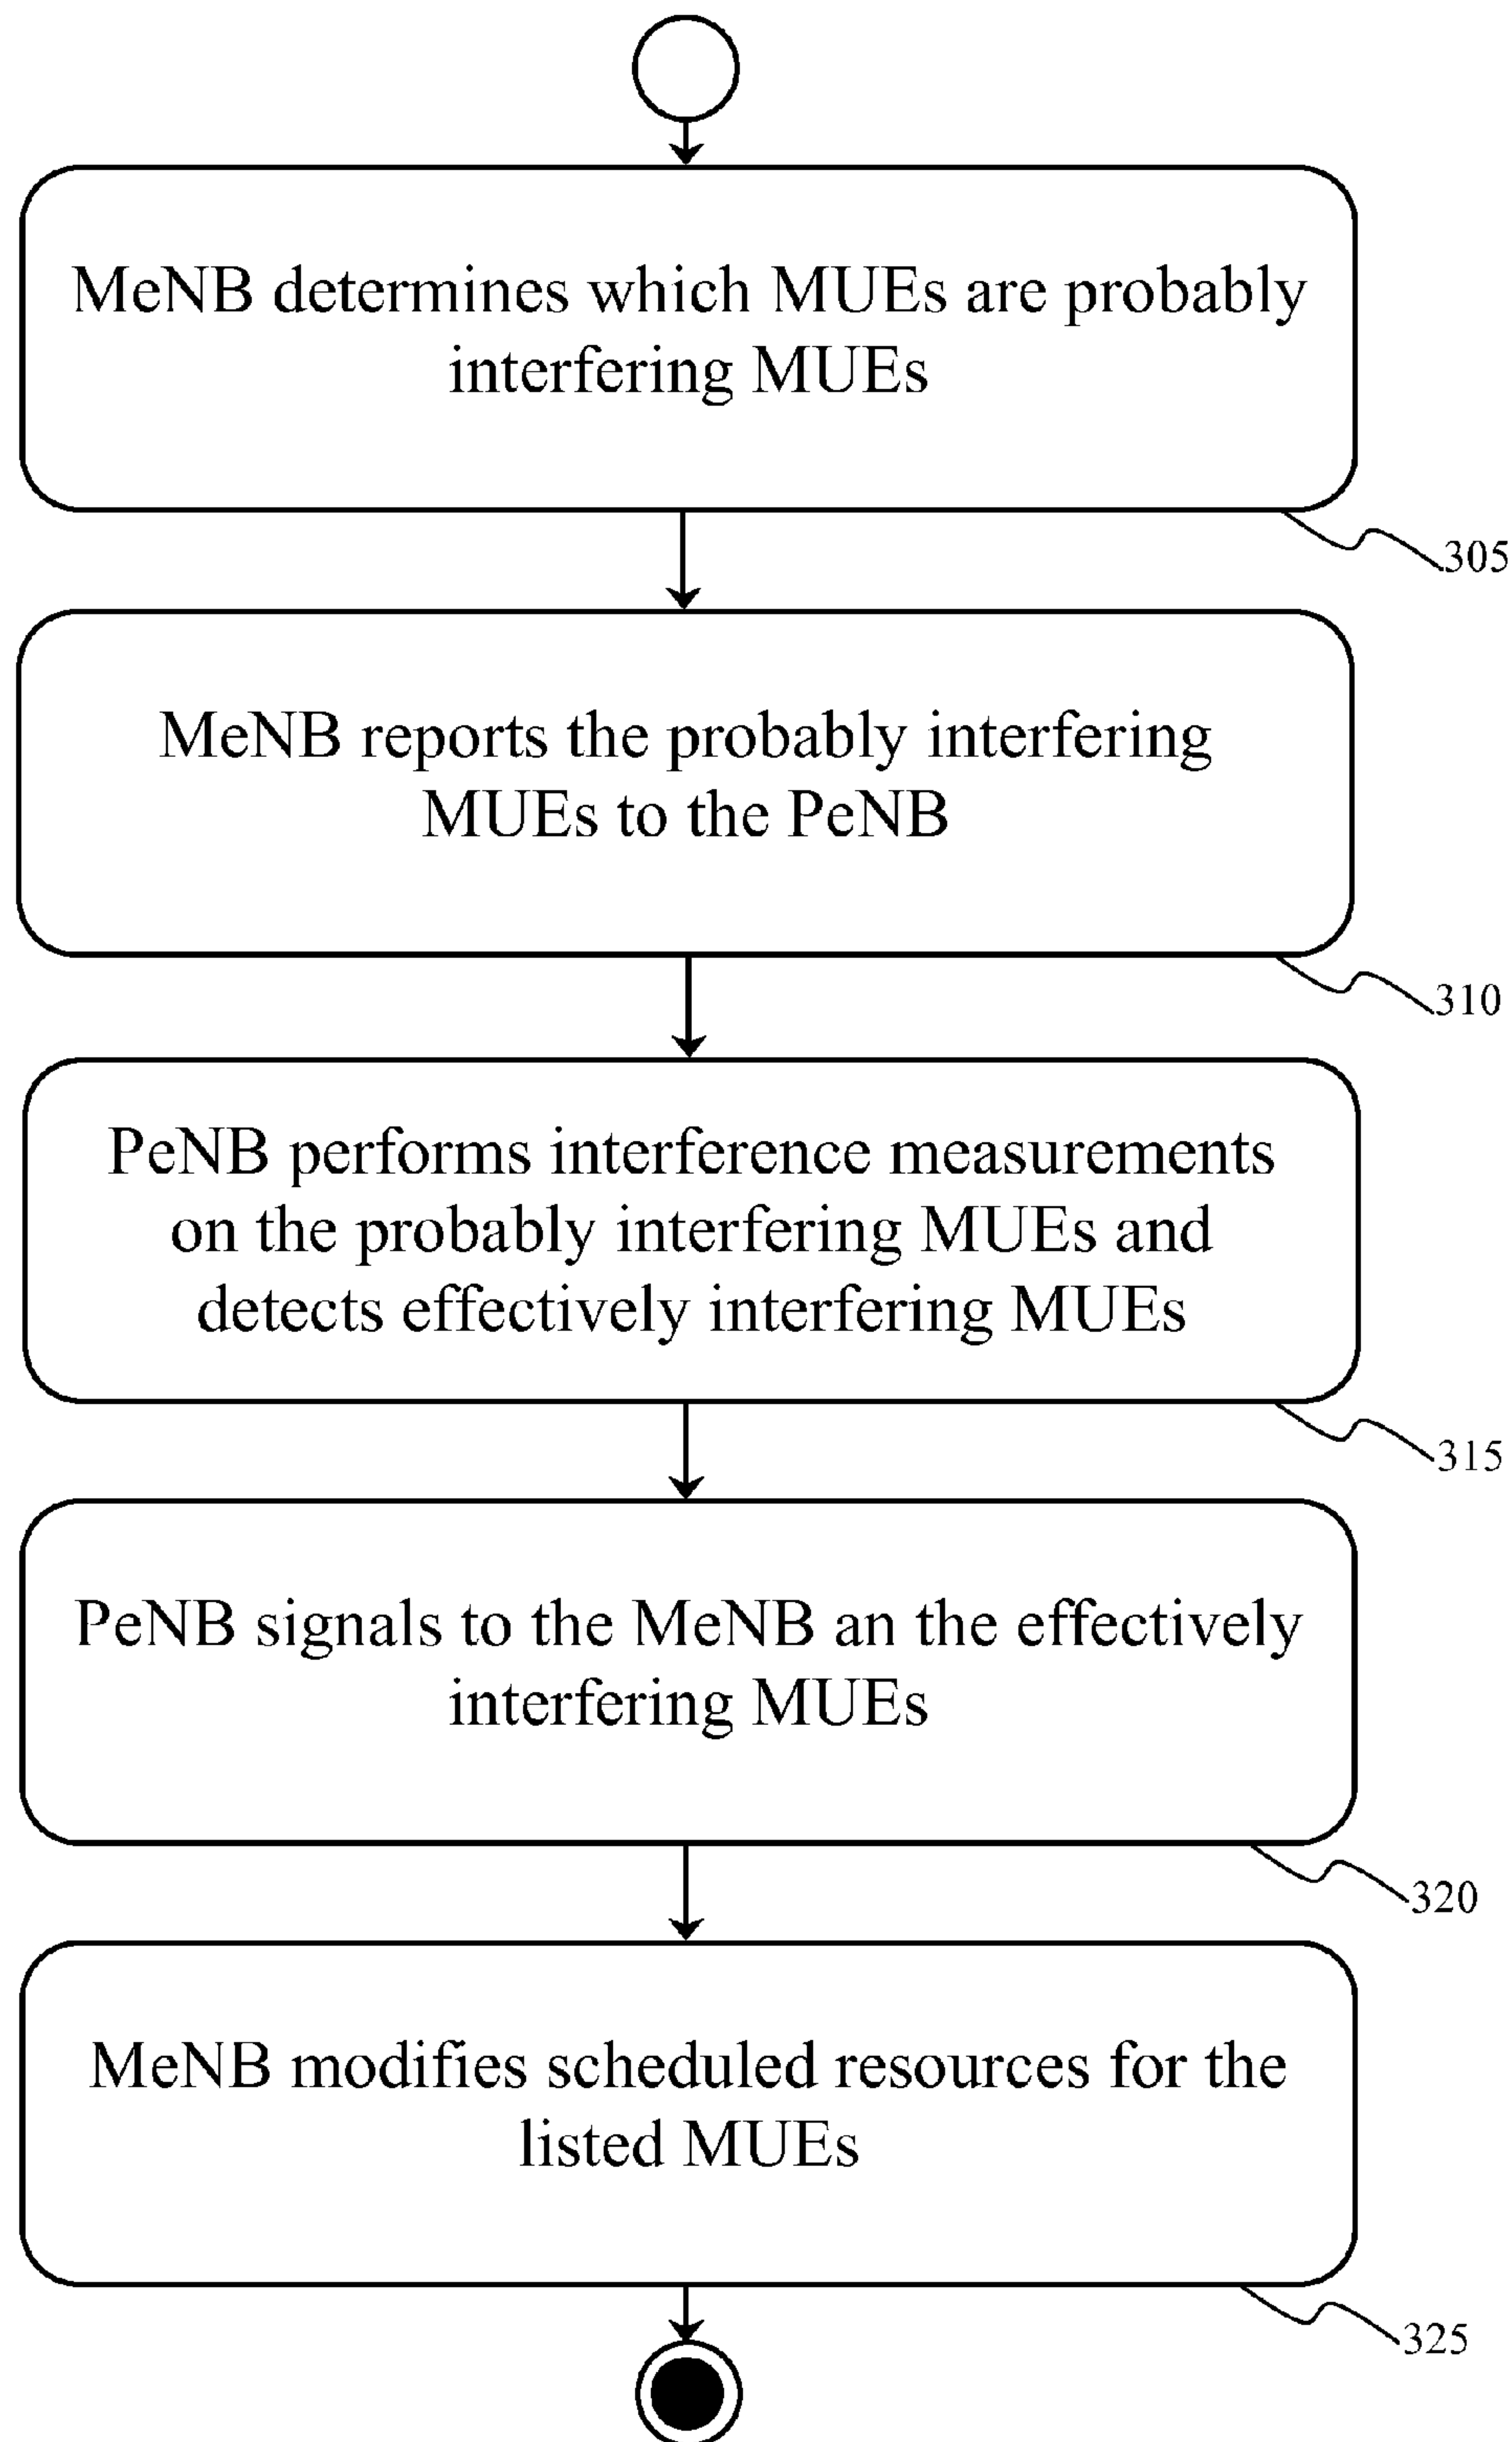 MeNB determines which MUEs are probably
interfering MUEs
305
MeNB reports the probably interfering
MUEs to the PeNB
310
PeNB performs interference measurements
on the probably interfering MUEs and
detects effectively interfering MUEs
315
PeNB signals to the MeNB an the effectively
interfering MUEs
320
MeNB modifies scheduled resources for the
listed MUEs
325